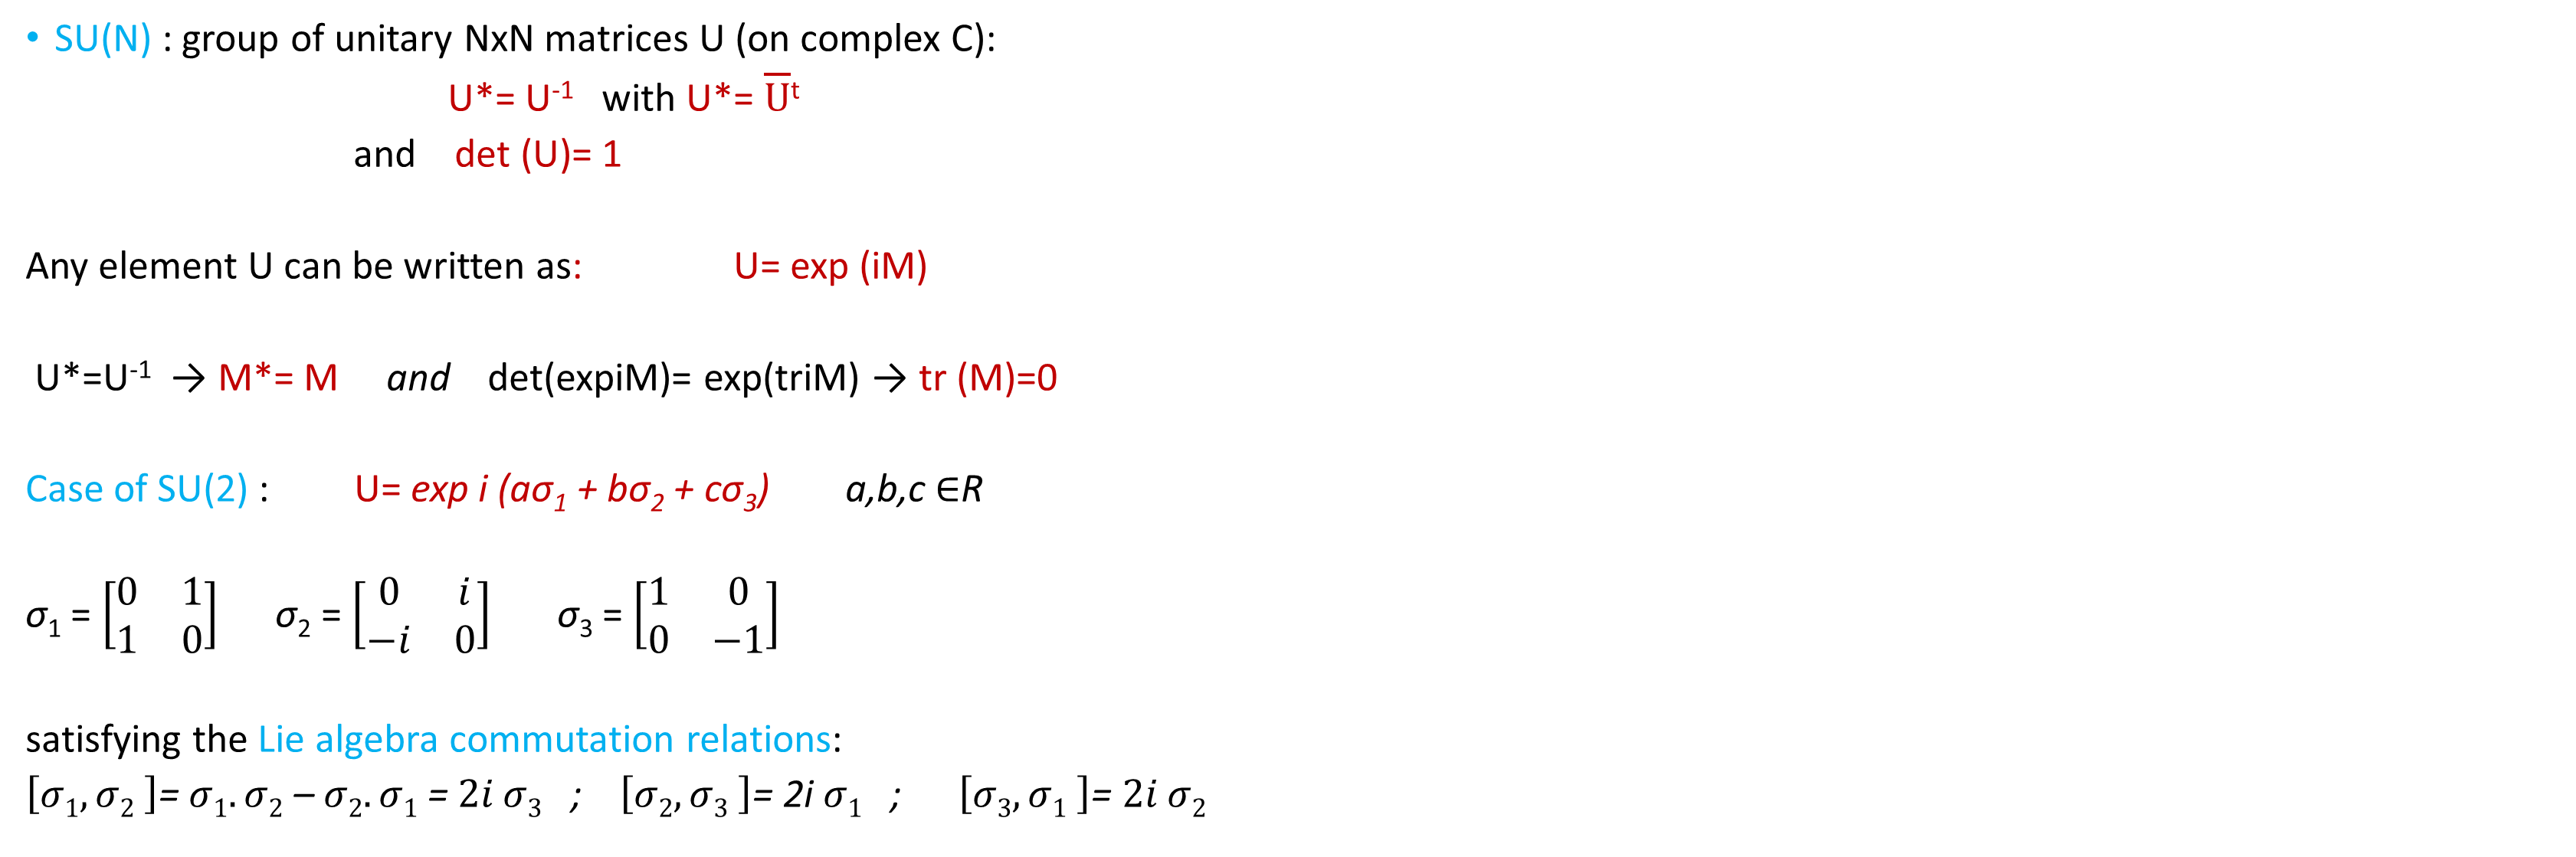 • SU(N) : group of unitary NxN matrices U (on complex C):
U*= U⁻¹ with U*= U̅ᵗ
and det (U)= 1
Any element U can be written as: U= exp (iM)
U*=U⁻¹ → M*= M and det(expiM)= exp(triM) → tr (M)=0
Case of SU(2) : U= exp i (aσ₁ + bσ₂ + cσ₃) a,b,c ∈R
σ₁ = [0 1; 1 0] σ₂ = [0 i; −i 0] σ₃ = [1 0; 0 −1]
satisfying the Lie algebra commutation relations:
[σ₁, σ₂ ]= σ₁. σ₂ − σ₂. σ₁ = 2i σ₃ ; [σ₂, σ₃ ]= 2i σ₁ ; [σ₃, σ₁ ]= 2i σ₂